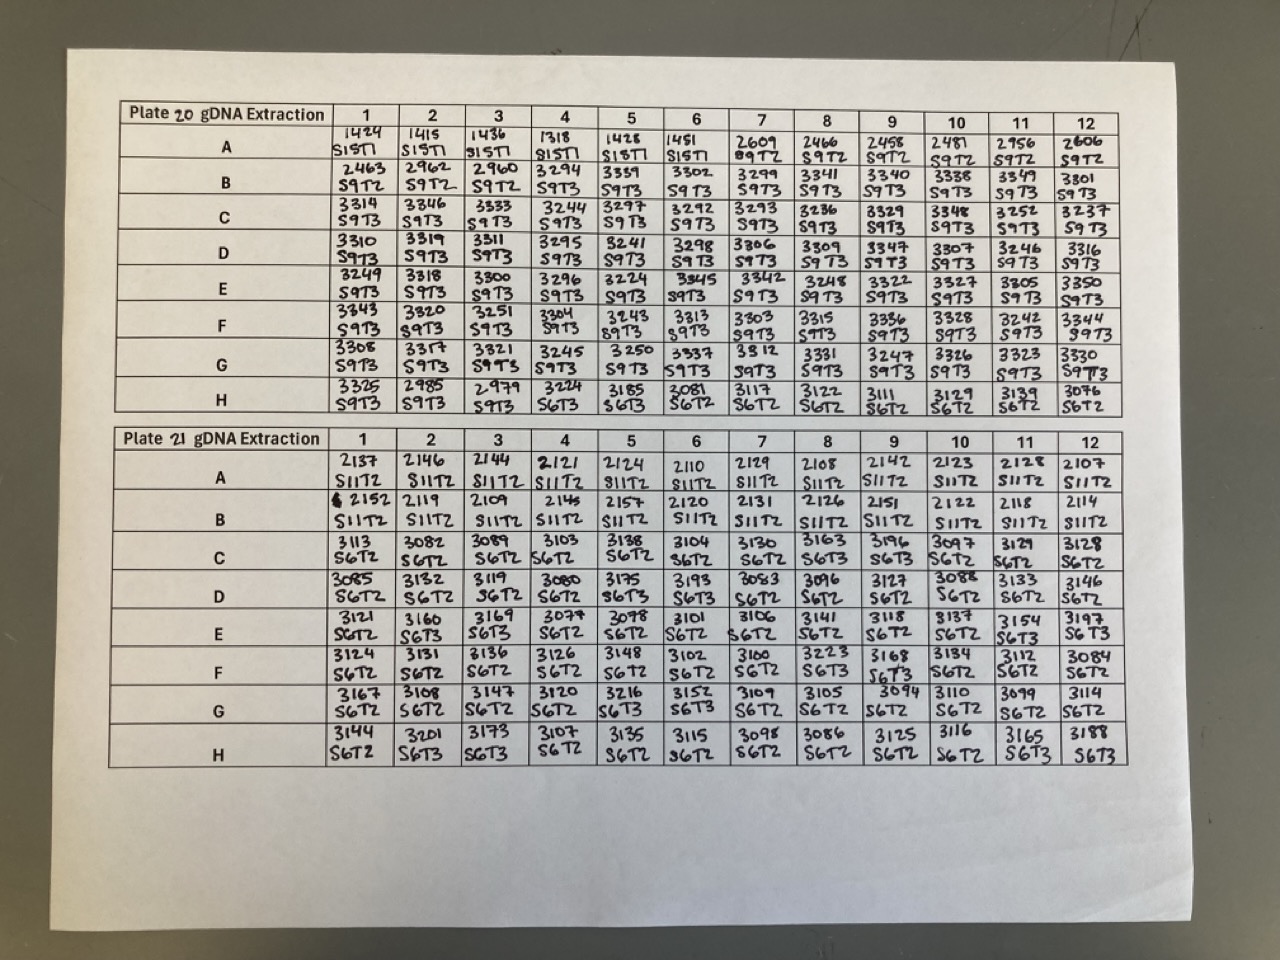 Plate 20 gDNA Extraction 1 2 3 4 5 6 7 8 9 10 11 12
A 1424 1415 1436 1318 1428 1451 2609 2466 2458 2481 2956 2606
S15T1 S15T1 S15T1 S15T1 S15T1 S15T1 S9T2 S9T2 S9T2 S9T2 S9T2 S9T2
B 2463 2962 2960 3294 3339 3302 3299 3341 3340 3338 3349 3301
S9T2 S9T2 S9T2 S9T3 S9T3 S9T3 S9T3 S9T3 S9T3 S9T3 S9T3 S9T3
C 3314 3346 3333 3244 3297 3292 3293 3236 3329 3348 3252 3237
S9T3 S9T3 S9T3 S9T3 S9T3 S9T3 S9T3 S9T3 S9T3 S9T3 S9T3 S9T3
D 3310 3319 3311 3295 3241 3298 3306 3309 3347 3307 3246 3316
S9T3 S9T3 S9T3 S9T3 S9T3 S9T3 S9T3 S9T3 S9T3 S9T3 S9T3 S9T3
E 3249 3318 3300 3296 3224 3345 3342 3248 3322 3327 3305 3350
S9T3 S9T3 S9T3 S9T3 S9T3 S9T3 S9T3 S9T3 S9T3 S9T3 S9T3 S9T3
F 3343 3320 3251 3304 3243 3313 3303 3315 3336 3328 3242 3344
S9T3 S9T3 S9T3 S9T3 S9T3 S9T3 S9T3 S9T3 S9T3 S9T3 S9T3
G 3308 3317 3321 3245 3250 3337 3312 3331 3247 3326 3323 3330
S9T3 S9T3 S9T3 S9T3 S9T3 S9T3 S9T3 S9T3 S9T3 S9T3 S9T3 S9T3
H 3325 2985 2979 3224 3185 3081 3117 3122 3111 3129 3139 3076
S9T3 S9T3 S9T3 S6T3 S6T3 S6T2 S6T2 S6T2 S6T2 S6T2 S6T2 S6T2
Plate 21 gDNA Extraction 1 2 3 4 5 6 7 8 9 10 11 12
A 2137 2146 2144 2121 2124 2110 2129 2108 2142 2123 2128 2107
S11T2 S11T2 S11T2 S11T2 S11T2 S11T2 S11T2 S11T2 S11T2 S11T2 S11T2 S11T2
B 2152 2119 2109 2145 2157 2120 2131 2126 2151 2122 2118 2114
S11T2 S11T2 S11T2 S11T2 S11T2 S11T2 S11T2 S11T2 S11T2 S11T2 S11T2 S11T2
C 3113 3082 3089 3103 3138 3104 3130 3163 3196 3097 3129 3128
S6T2 S6T2 S6T2 S6T2 S6T2 S6T2 S6T2 S6T3 S6T3 S6T2 S6T2 S6T2
D 3085 3132 3119 3080 3175 3193 3083 3096 3127 3088 3133 3146
S6T2 S6T2 S6T2 S6T2 S6T3 S6T3 S6T2 S6T2 S6T2 S6T2 S6T2 S6T2
E 3121 3160 3169 3077 3078 3101 3106 3141 3118 3137 3154 3197
S6T2 S6T3 S6T3 S6T2 S6T2 S6T2 S6T2 S6T2 S6T2 S6T2 S6T3 S6T3
F 3124 3131 3136 3126 3148 3102 3100 3223 3168 3134 3112 3084
S6T2 S6T2 S6T2 S6T2 S6T2 S6T2 S6T2 S6T3 S6T3 S6T2 S6T2 S6T2
G 3167 3108 3147 3120 3216 3152 3109 3105 3094 3110 3099 3114
S6T2 S6T2 S6T2 S6T2 S6T3 S6T3 S6T2 S6T2 S6T2 S6T2 S6T2 S6T2
H 3144 3201 3173 3107 3135 3115 3098 3086 3125 3116 3165 3188
S6T2 S6T3 S6T3 S6T2 S6T2 S6T2 S6T2 S6T2 S6T2 S6T2 S6T3 S6T3